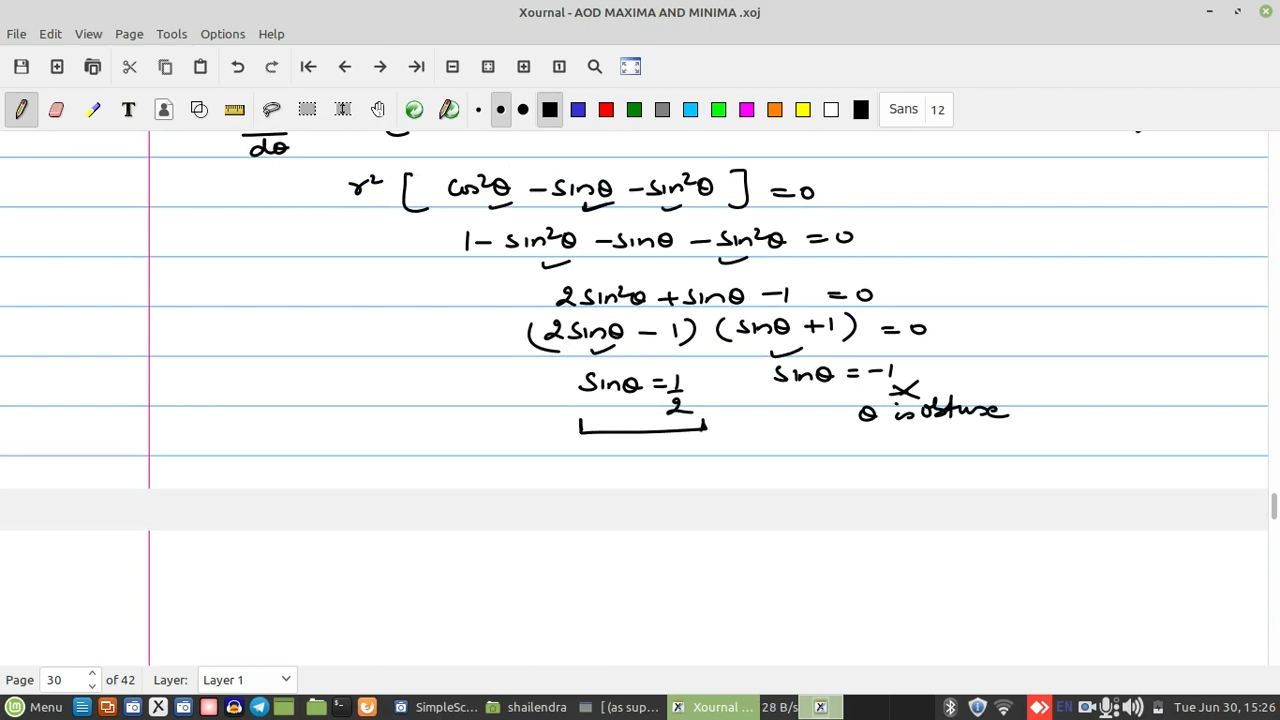 Xournal - AOD MAXIMA AND MINIMA .xoj
File Edit View Page Tools Options Help
Sans 12
dθ
r² [ cos²θ - sinθ - sin²θ ] = 0
1 - sin²θ - sinθ - sin²θ = 0
2sin²θ + sinθ - 1 = 0
(2sinθ - 1) (sinθ + 1) = 0
sinθ = 1/2 sinθ = -1
θ is obtuse
Page 30 of 42 Layer: Layer 1
Menu SimpleSc... shailendra [ (as sup... Xournal ... 28 B/s EN Tue Jun 30, 15:26